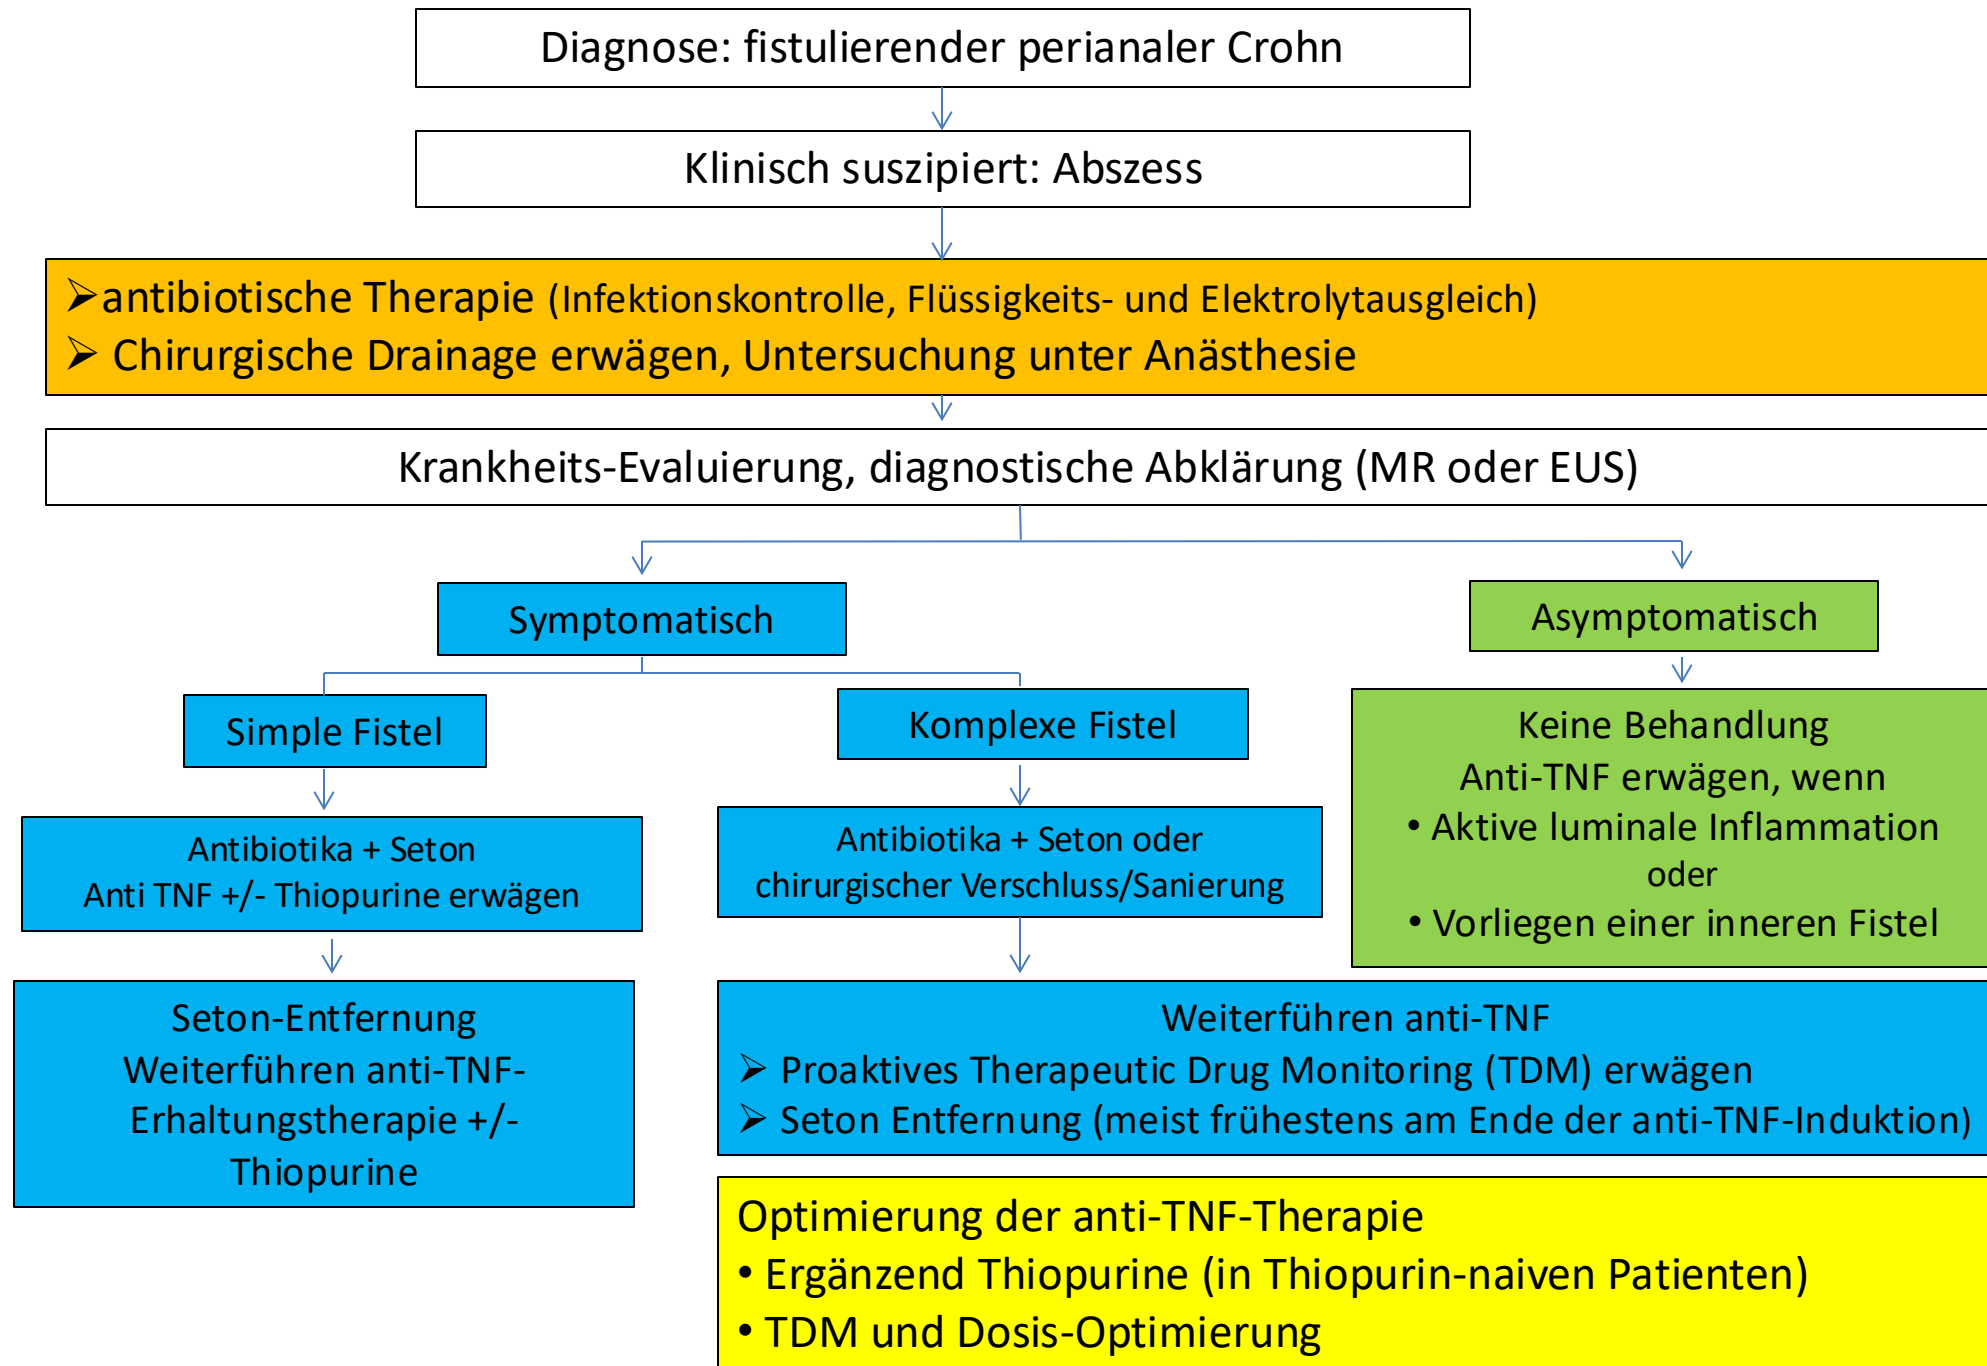 Diagnose: fistulierender perianaler Crohn
Klinisch suszipiert: Abszess
➢antibiotische Therapie (Infektionskontrolle, Flüssigkeits- und Elektrolytausgleich)
➢ Chirurgische Drainage erwägen, Untersuchung unter Anästhesie
Krankheits-Evaluierung, diagnostische Abklärung (MR oder EUS)
Symptomatisch
Asymptomatisch
Simple Fistel
Komplexe Fistel
Antibiotika + Seton
Anti TNF +/- Thiopurine erwägen
Antibiotika + Seton oder
chirurgischer Verschluss/Sanierung
Keine Behandlung
Anti-TNF erwägen, wenn
• Aktive luminale Inflammation
oder
• Vorliegen einer inneren Fistel
Seton-Entfernung
Weiterführen anti-TNF-
Erhaltungstherapie +/-
Thiopurine
Weiterführen anti-TNF
➢ Proaktives Therapeutic Drug Monitoring (TDM) erwägen
➢ Seton Entfernung (meist frühestens am Ende der anti-TNF-Induktion)
Optimierung der anti-TNF-Therapie
• Ergänzend Thiopurine (in Thiopurin-naiven Patienten)
• TDM und Dosis-Optimierung